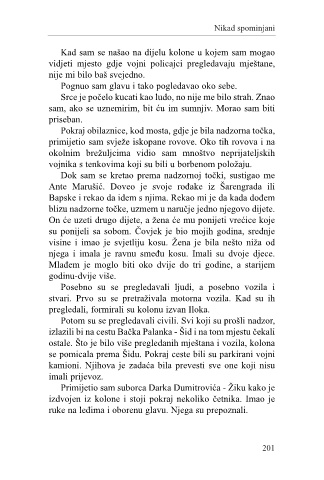 Nikad spominjani
Kad sam se našao na dijelu kolone u kojem sam mogao
vidjeti mjesto gdje vojni policajci pregledavaju mještane,
nije mi bilo baš svejedno.
Pognuo sam glavu i tako pogledavao oko sebe.
Srce je počelo kucati kao ludo, no nije me bilo strah. Znao
sam, ako se uznemirim, bit ću im sumnjiv. Morao sam biti
priseban.
Pokraj obilaznice, kod mosta, gdje je bila nadzorna točka,
primijetio sam svježe iskopane rovove. Oko tih rovova i na
okolnim brežuljcima vidio sam mnoštvo neprijateljskih
vojnika s tenkovima koji su bili u borbenom položaju.
Dok sam se kretao prema nadzornoj točki, sustigao me
Ante Marušić. Doveo je svoje rođake iz Šarengrada ili
Bapske i rekao da idem s njima. Rekao mi je da kada dođem
blizu nadzorne točke, uzmem u naručje jedno njegovo dijete.
On će uzeti drugo dijete, a žena će mu ponijeti vrećice koje
su ponijeli sa sobom. Čovjek je bio mojih godina, srednje
visine i imao je svjetliju kosu. Žena je bila nešto niža od
njega i imala je ravnu smeđu kosu. Imali su dvoje djece.
Mlađem je moglo biti oko dvije do tri godine, a starijem
godinu-dvije više.
Posebno su se pregledavali ljudi, a posebno vozila i
stvari. Prvo su se pretraživala motorna vozila. Kad su ih
pregledali, formirali su kolonu izvan Iloka.
Potom su se pregledavali civili. Svi koji su prošli nadzor,
izlazili bi na cestu Bačka Palanka - Šid i na tom mjestu čekali
ostale. Što je bilo više pregledanih mještana i vozila, kolona
se pomicala prema Šidu. Pokraj ceste bili su parkirani vojni
kamioni. Njihova je zadaća bila prevesti sve one koji nisu
imali prijevoz.
Primijetio sam suborca Darka Dumitrovića - Žiku kako je
izdvojen iz kolone i stoji pokraj nekoliko četnika. Imao je
ruke na leđima i oborenu glavu. Njega su prepoznali.
201